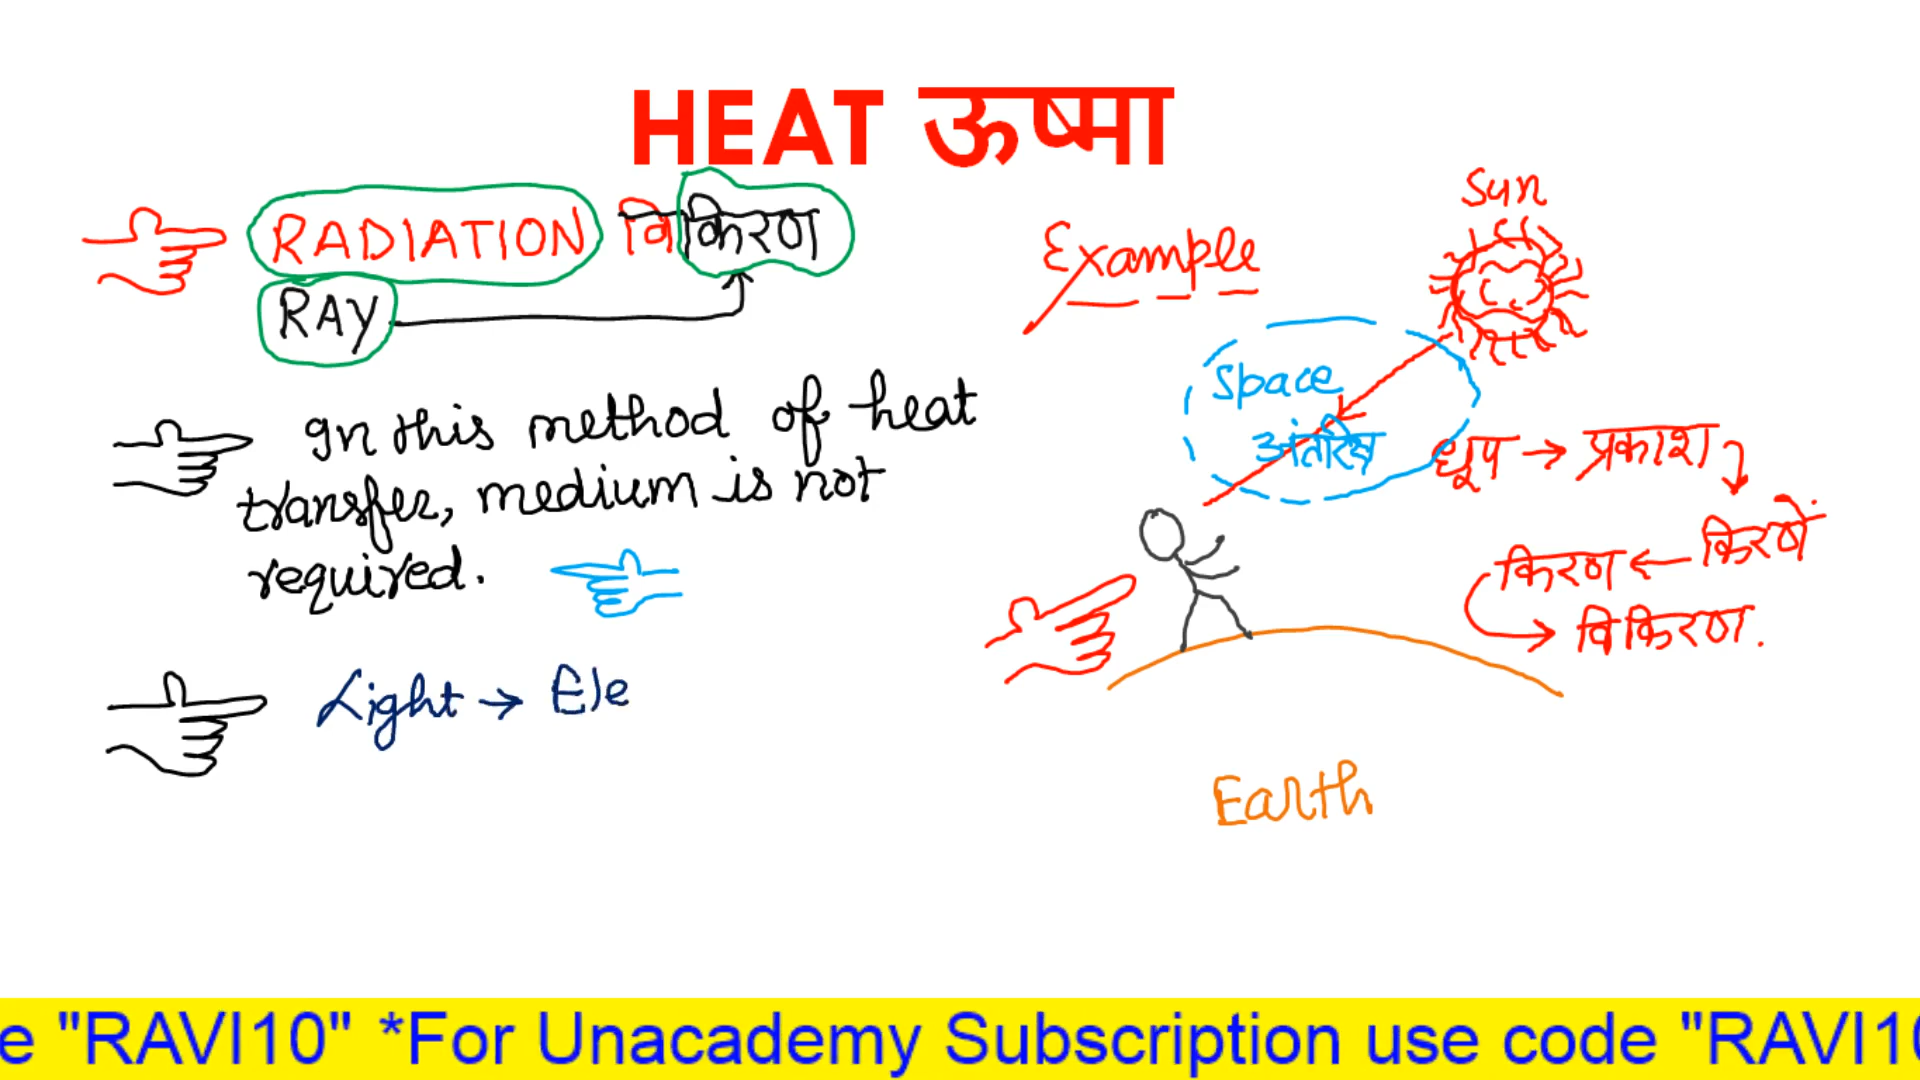 HEAT ऊष्मा
RADIATION विकिरण
RAY
In this method of heat
transfer, medium is not
required.
Light → Ele
Example
Sun
Space
अंतरिक्ष
धूप → प्रकाश
किरण ← किरणें
विकिरण.
Earth
e "RAVI10" *For Unacademy Subscription use code "RAVI10